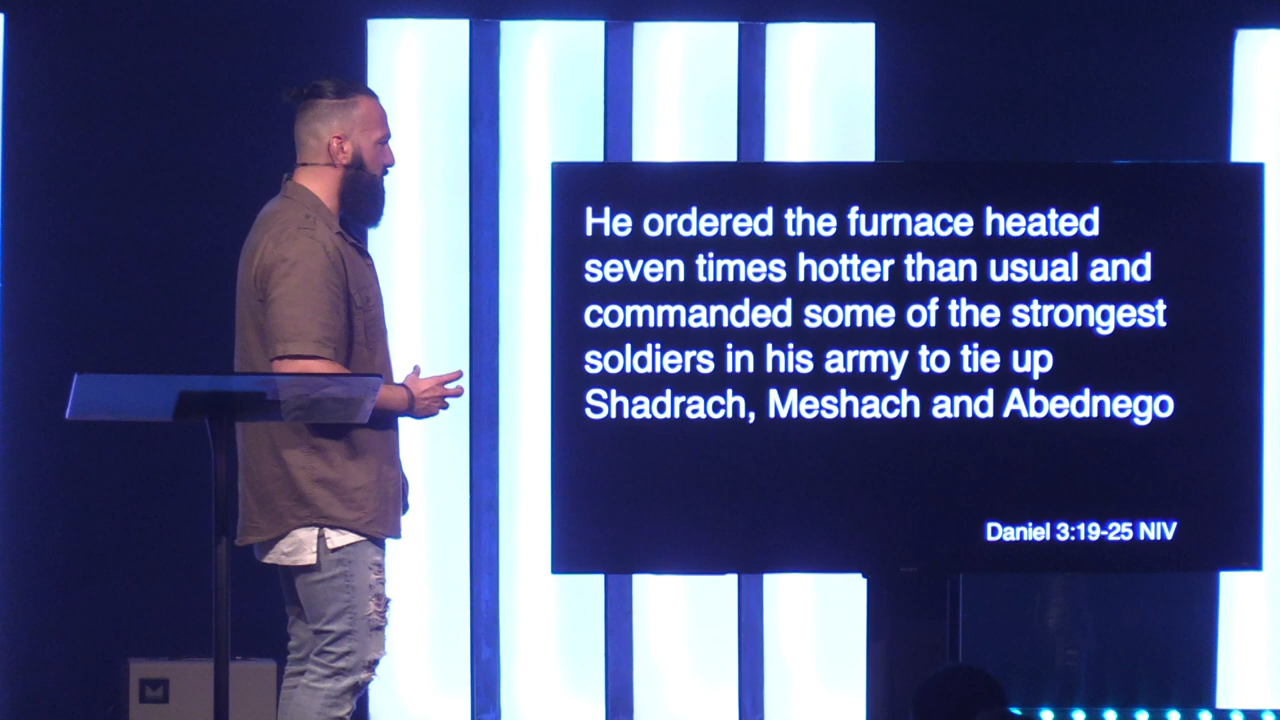 He ordered the furnace heated
seven times hotter than usual and
commanded some of the strongest
soldiers in his army to tie up
Shadrach, Meshach and Abednego
Daniel 3:19-25 NIV